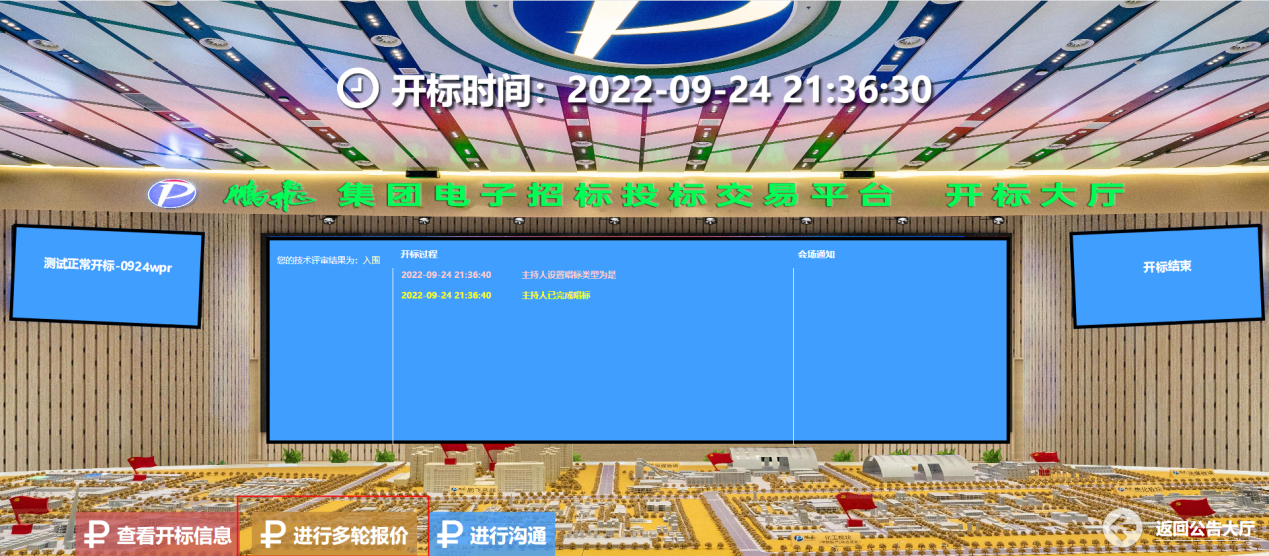 开标时间：2022-09-24 21:36:30
鹏飞 集团电子招标投标交易平台 开标大厅
测试正常开标-0924wpr
您的技术评审结果为：入围
开标过程
2022-09-24 21:36:40 主持人设置唱标类型为是
2022-09-24 21:36:40 主持人已完成唱标
会场通知
开标结束
查看开标信息
进行多轮报价
进行沟通
返回公告大厅